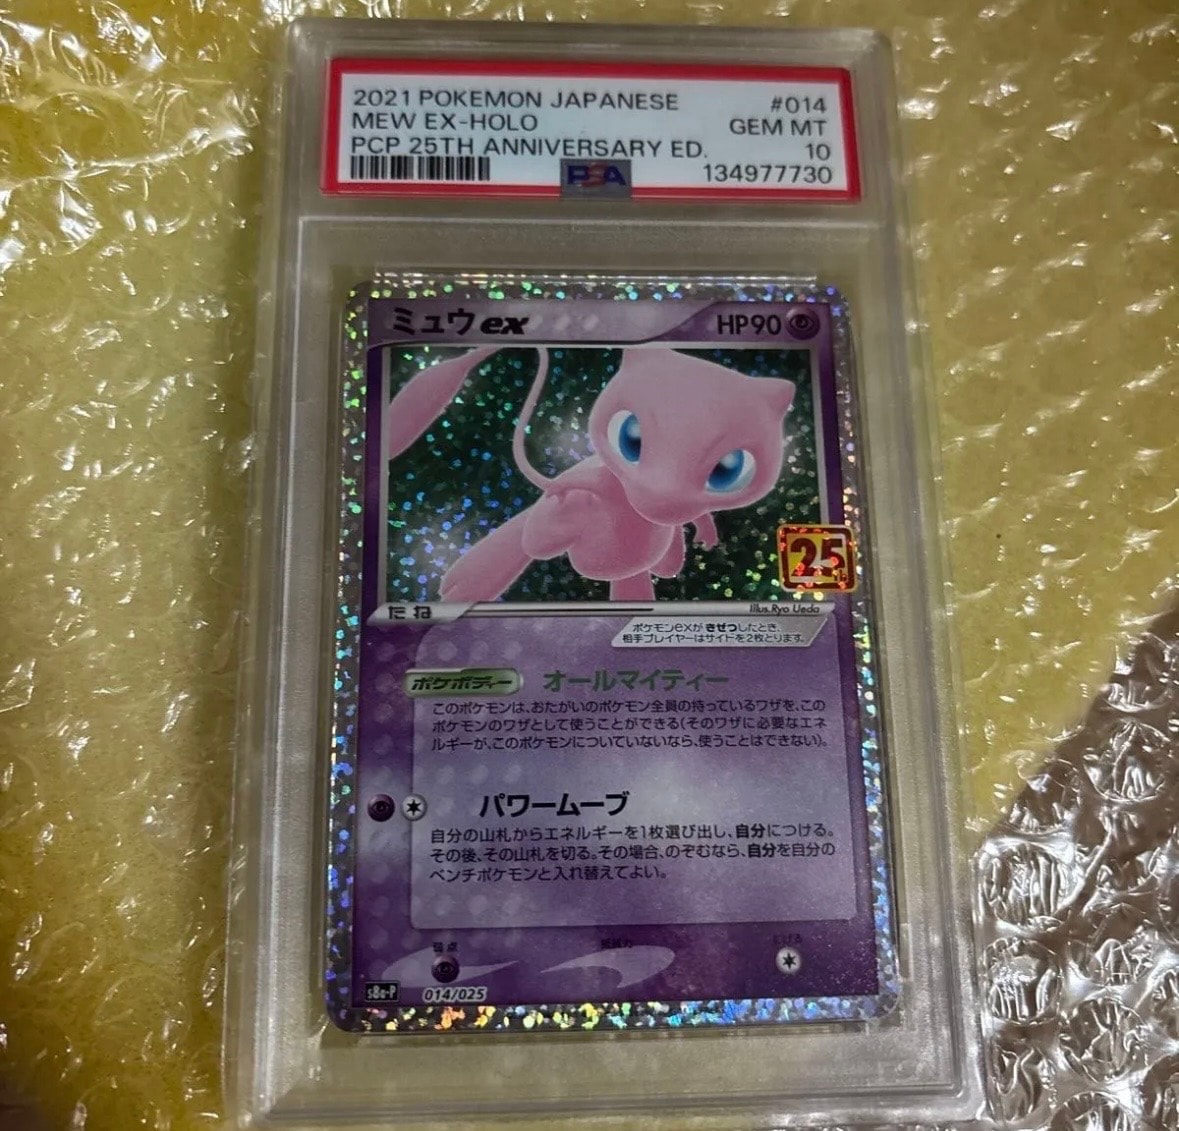 2021 POKEMON JAPANESE #014
MEW EX-HOLO GEM MT
PCP 25TH ANNIVERSARY ED. 10
PSA 134977730
ミュウex HP90
25th
たね Illus.Ryo Ueda
ポケモンexがきぜつしたとき、
相手プレイヤーはサイドを2枚とります。
ポケボディー オールマイティー
このポケモンは、おたがいのポケモン全員の持っているワザを、この
ポケモンのワザとして使うことができる(そのワザに必要なエネ
ルギーが、このポケモンについていないなら、使うことはできない)。
パワームーブ
自分の山札からエネルギーを1枚選び出し、自分につける。
その後、その山札を切る。その場合、のぞむなら、自分を自分の
ベンチポケモンと入れ替えてよい。
弱点 抵抗力 にげる
s8a-P 014/025